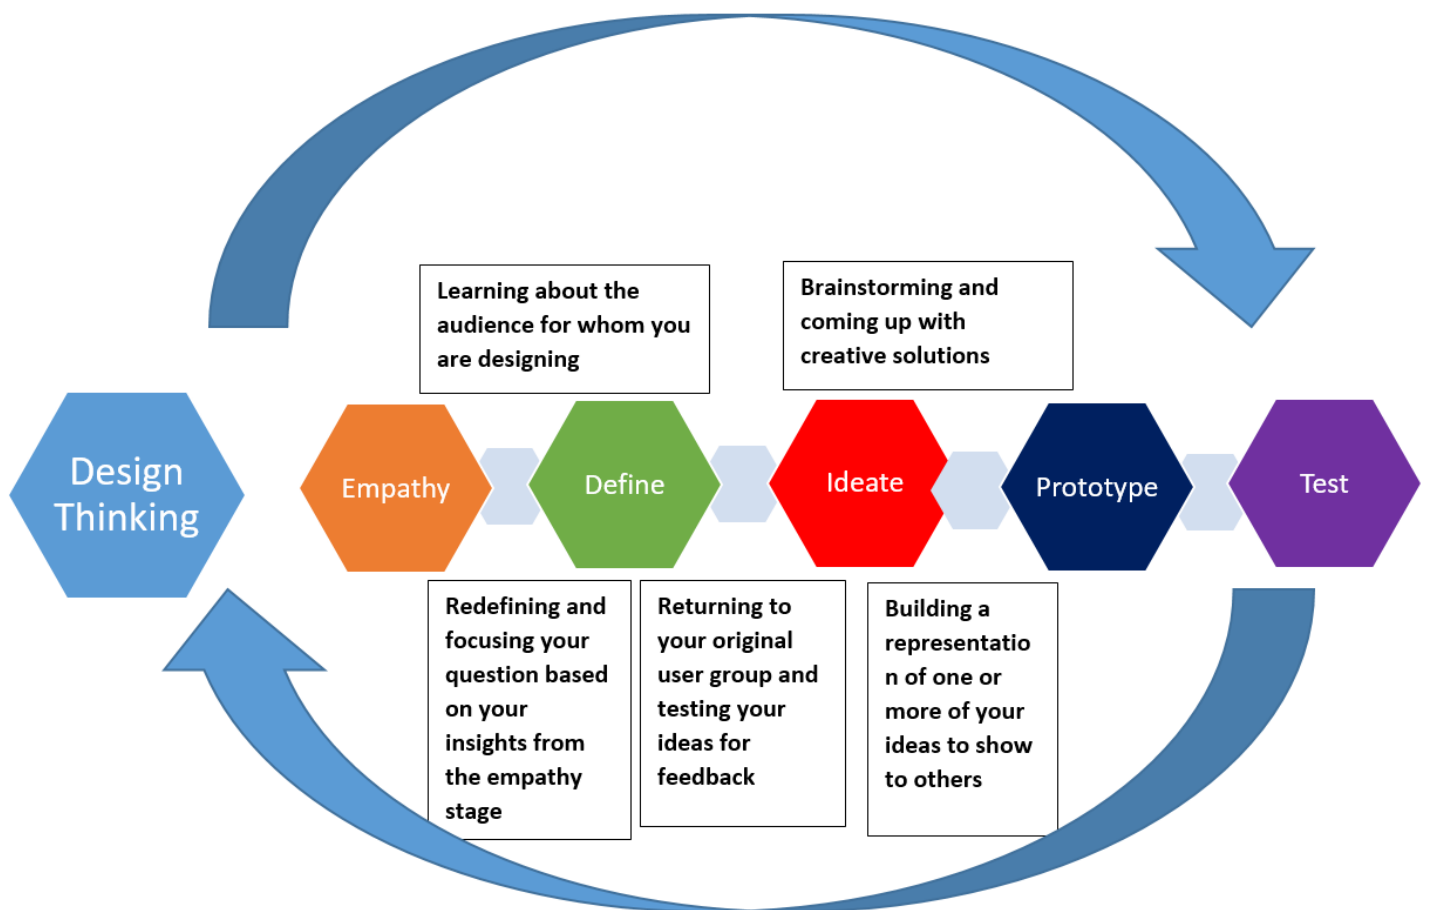 Learning about the
audience for whom you
are designing
Brainstorming and
coming up with
creative solutions
Design
Thinking
Empathy
Define
Ideate
Prototype
Test
Redefining and
focusing your
question based
on your
insights from
the empathy
stage
Returning to
your original
user group and
testing your
ideas for
feedback
Building a
representatio
n of one or
more of your
ideas to show
to others